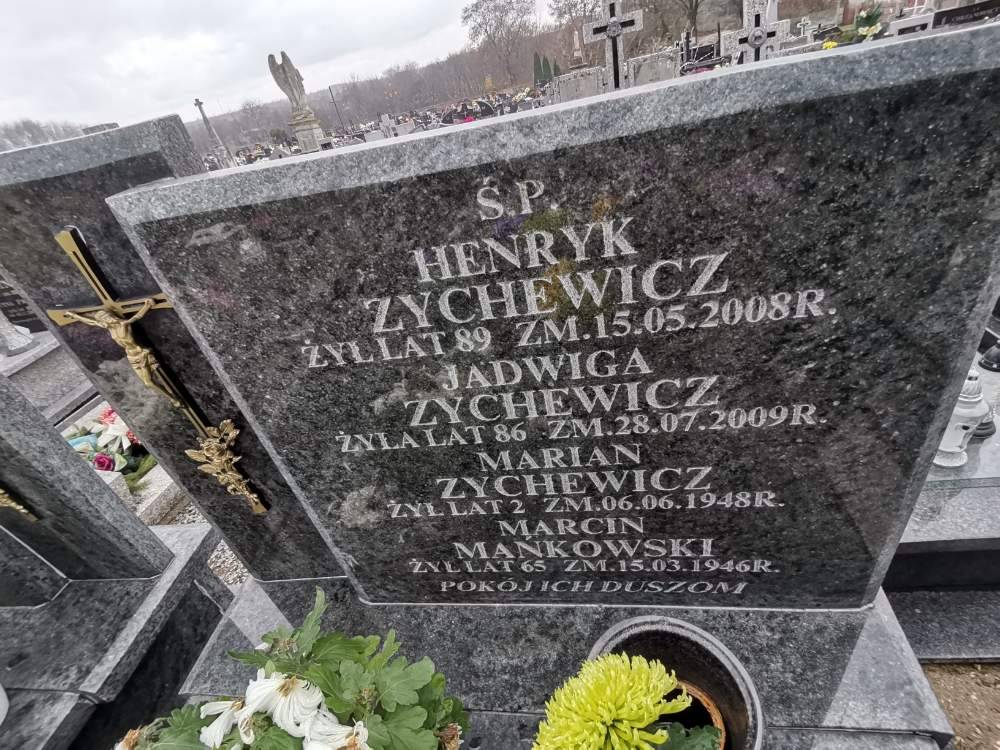 Ś.P.
HENRYK
ZYCHEWICZ
ŻYŁ LAT 89 ZM.15.05.2008R.
JADWIGA
ZYCHEWICZ
ŻYŁA LAT 86 ZM.28.07.2009R.
MARIAN
ZYCHEWICZ
ŻYŁ LAT 2 ZM.06.06.1948R.
MARCIN
MAŃKOWSKI
ŻYŁ LAT 65 ZM.15.03.1946R.
POKÓJ ICH DUSZOM